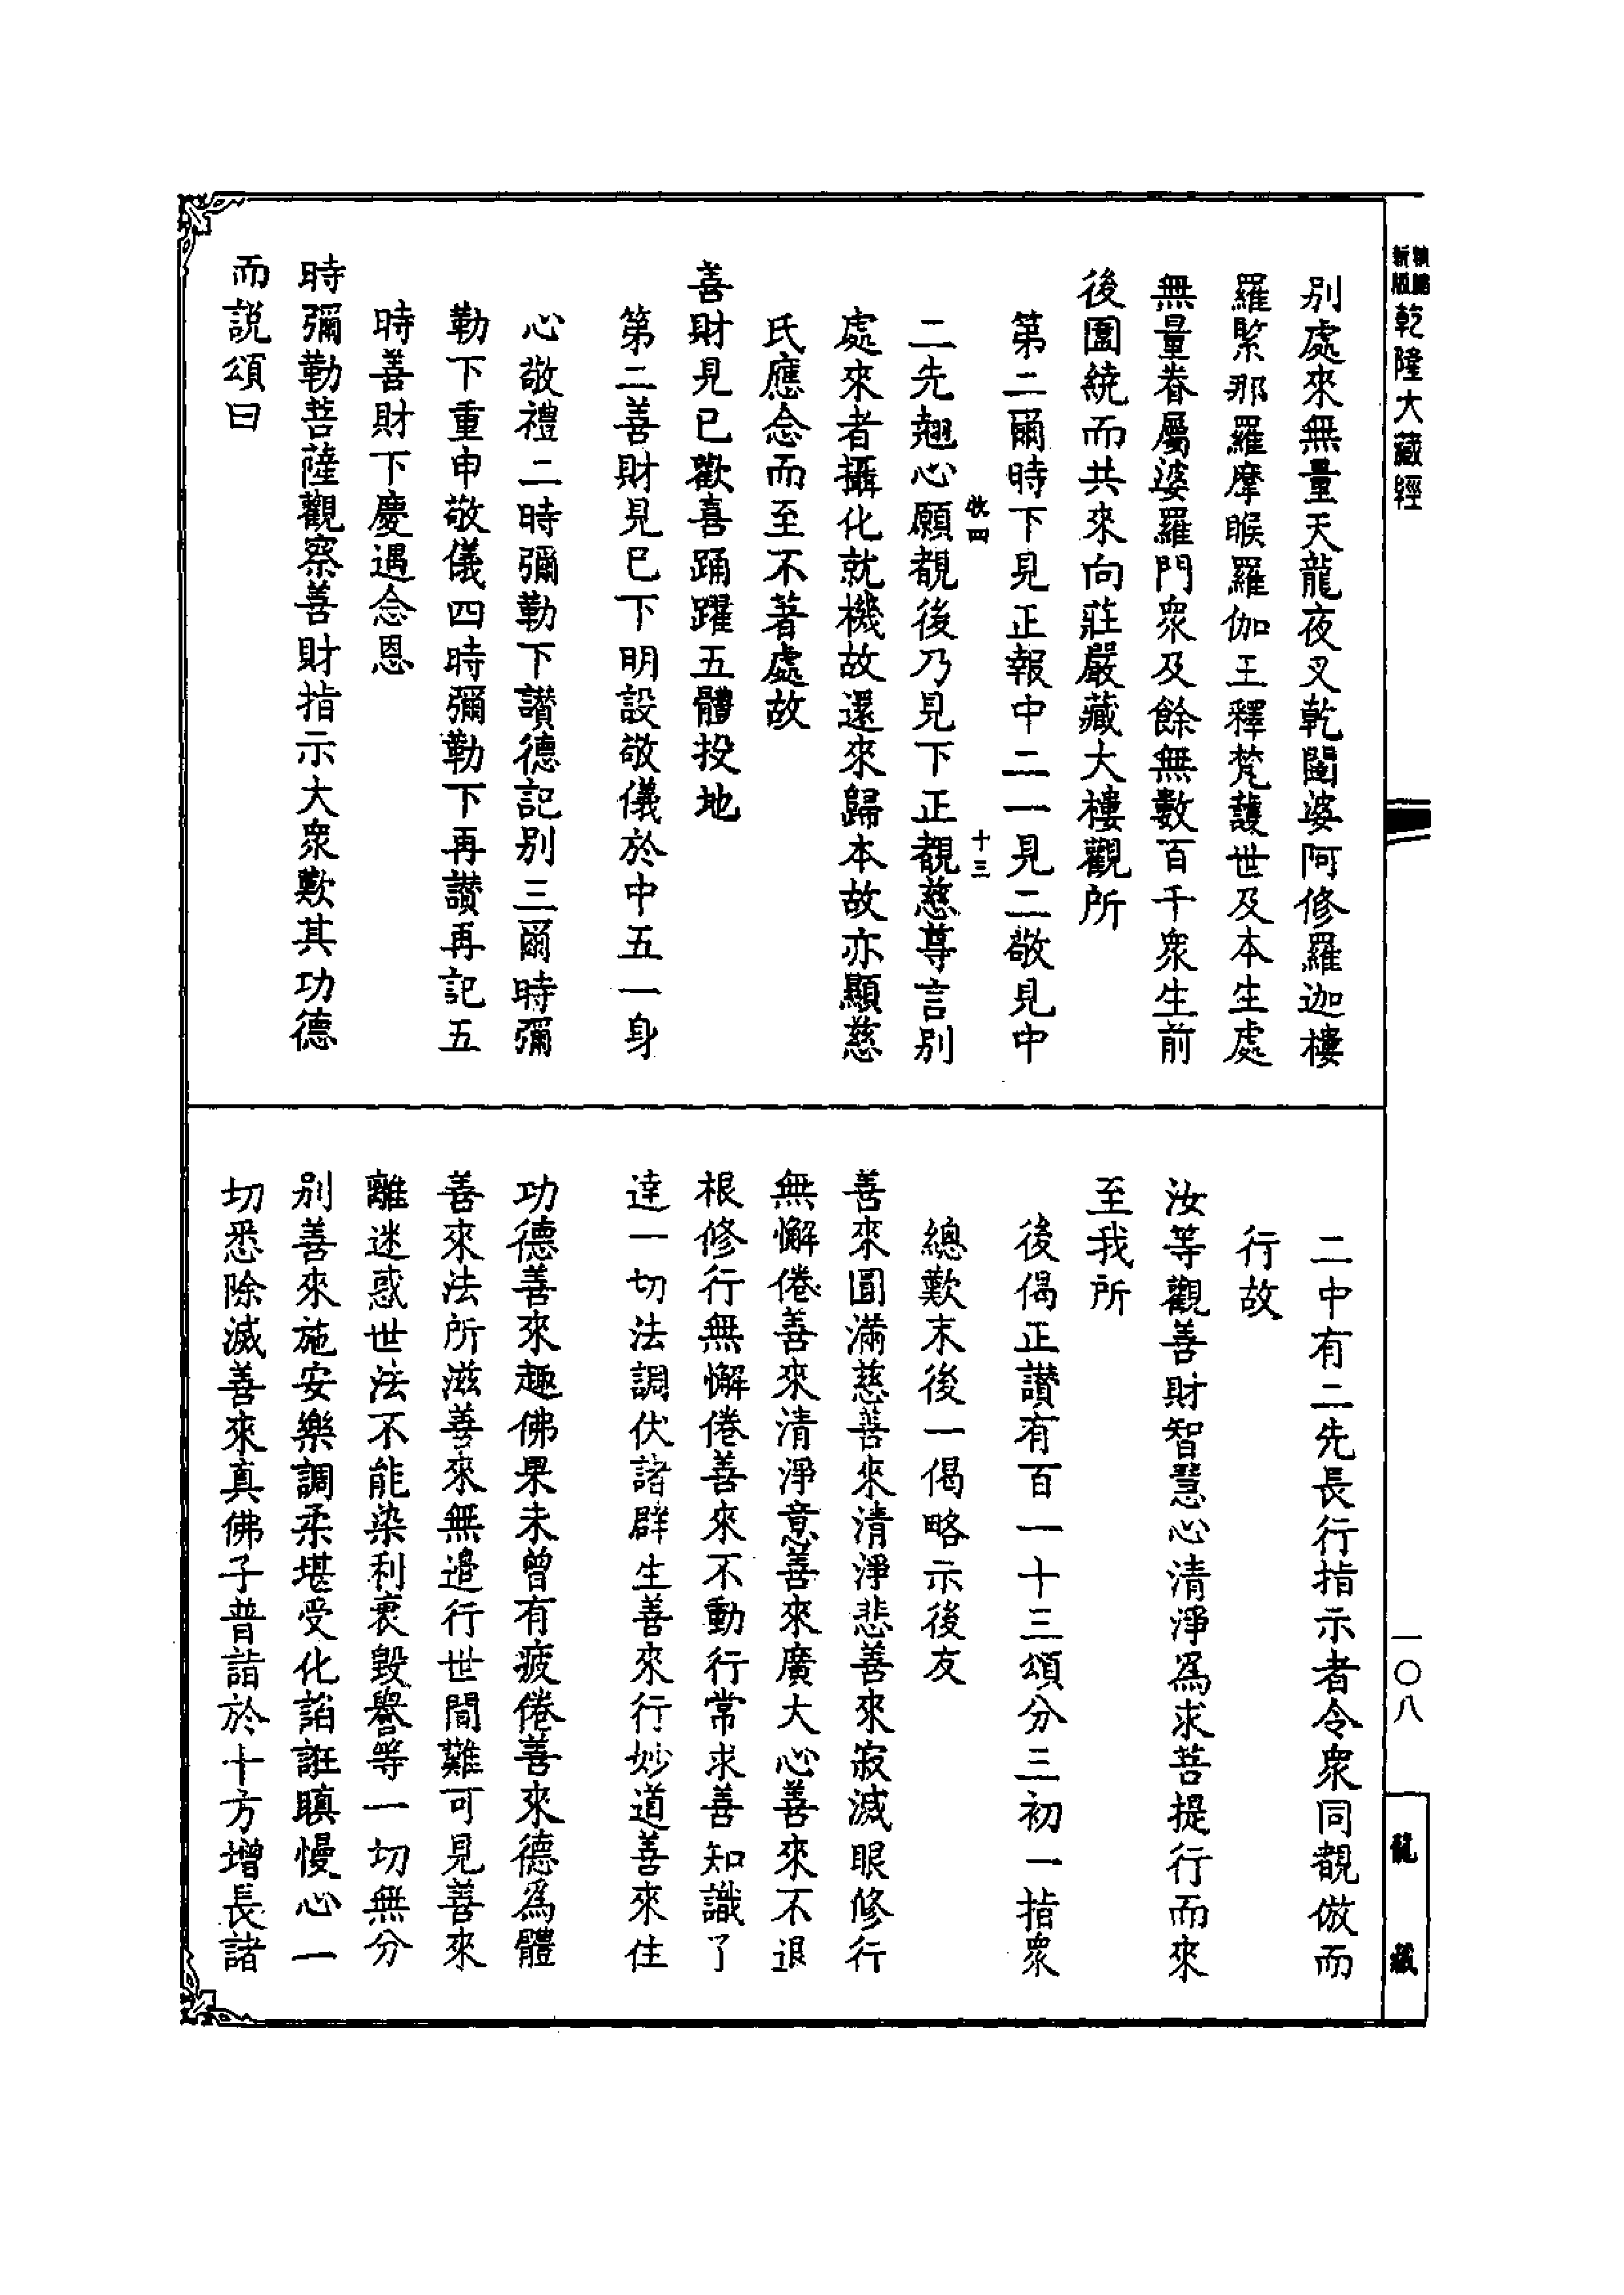 新版
乾隆大藏經
別處來無量天龍夜叉乾闥婆阿修羅迦樓
羅緊那羅摩睺羅伽王釋梵護世及本生處
無量眷屬婆羅門衆及餘無數百千衆生前
後圍繞而共來向莊嚴藏大樓觀所
第二爾時下見正報中二一見二敬見中
十三
二先翹心願覩後乃見下正覩慈尊言別
處來者攝化就機故還來歸本故亦顯慈
氏應念而至不著處故
善財見已歡喜踊躍五體投地
第二善財見已下明設敬儀於中五一身
心敬禮二時彌勒下讃德記別三爾時彌
勒下重申敬儀四時彌勒下再讃再記五
時善財下慶遇念恩
時彌勒菩薩觀察善財指示大衆歎其功德
而説頌曰
二中有二先長行指示者令衆同覩倣而
行故
汝等觀善財智慧心清淨爲求菩提行而來
至我所
後偈正讃有百一十三頌分三初一指衆
總歎末後一偈略示後友
善來圓滿慈善來清淨悲善來寂滅眼修行
無懈倦善來清淨意善來廣大心善來不退
根修行無懈倦善來不動行常求善知識了
達一切法調伏諸群生善來行妙道善來住
功德善來趣佛果未曾有疲倦善來德爲體
善來法所滋善來無邊行世間難可見善來
離迷惑世法不能染利衰毀譽等一切無分
別善來施安樂調柔堪受化諂誑瞋慢心一
切悉除滅善來真佛子普詣於十方增長諸
一〇八
龍藏